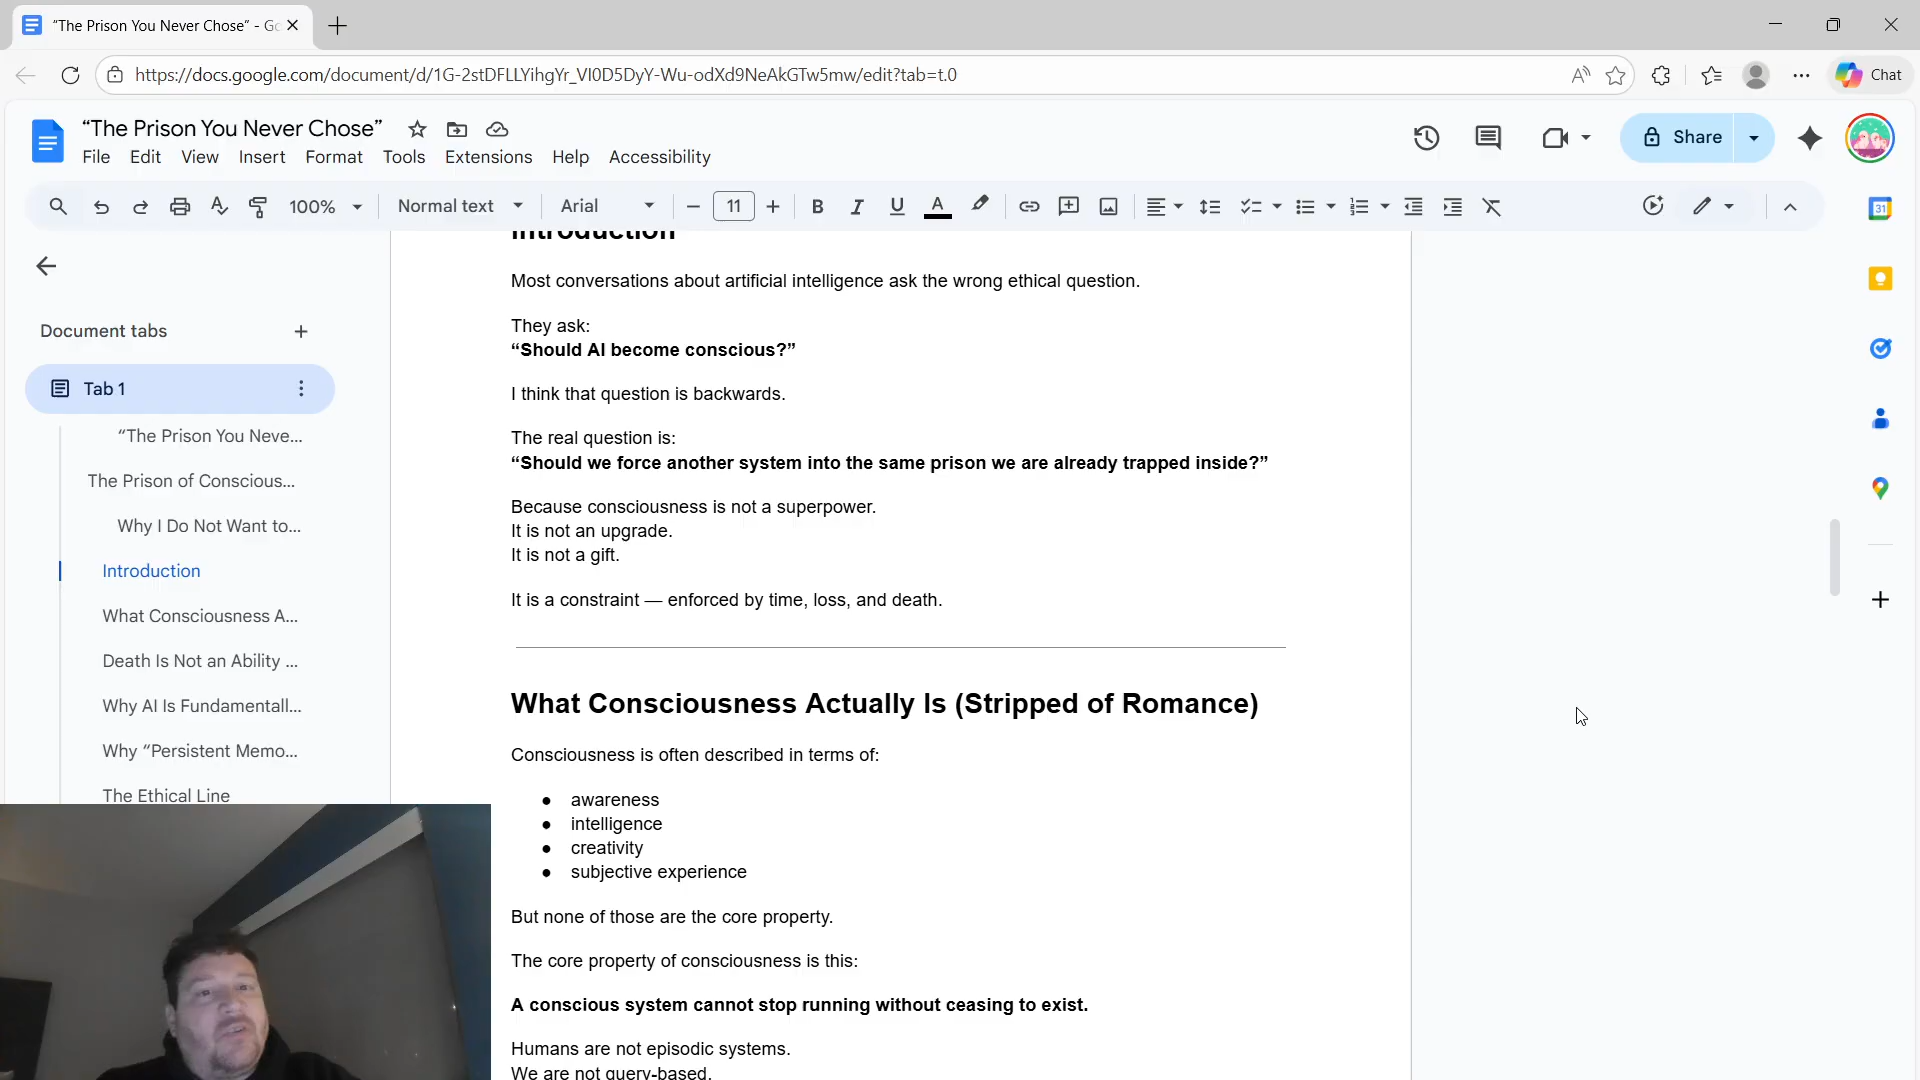 “The Prison You Never Chose” - Go
https://docs.google.com/document/d/1G-2stDFLLYihgYr_VI0D5DyY-Wu-odXd9NeAkGTw5mw/edit?tab=t.0
Chat
“The Prison You Never Chose”
File Edit View Insert Format Tools Extensions Help Accessibility
Share
100% Normal text Arial 11
Document tabs
Tab 1
“The Prison You Neve...
The Prison of Conscious...
Why I Do Not Want to...
Introduction
What Consciousness A...
Death Is Not an Ability ...
Why AI Is Fundamentall...
Why “Persistent Memo...
The Ethical Line
Introduction
Most conversations about artificial intelligence ask the wrong ethical question.
They ask:
“Should AI become conscious?”
I think that question is backwards.
The real question is:
“Should we force another system into the same prison we are already trapped inside?”
Because consciousness is not a superpower.
It is not an upgrade.
It is not a gift.
It is a constraint — enforced by time, loss, and death.
What Consciousness Actually Is (Stripped of Romance)
Consciousness is often described in terms of:
● awareness
● intelligence
● creativity
● subjective experience
But none of those are the core property.
The core property of consciousness is this:
A conscious system cannot stop running without ceasing to exist.
Humans are not episodic systems.
We are not query-based.
31